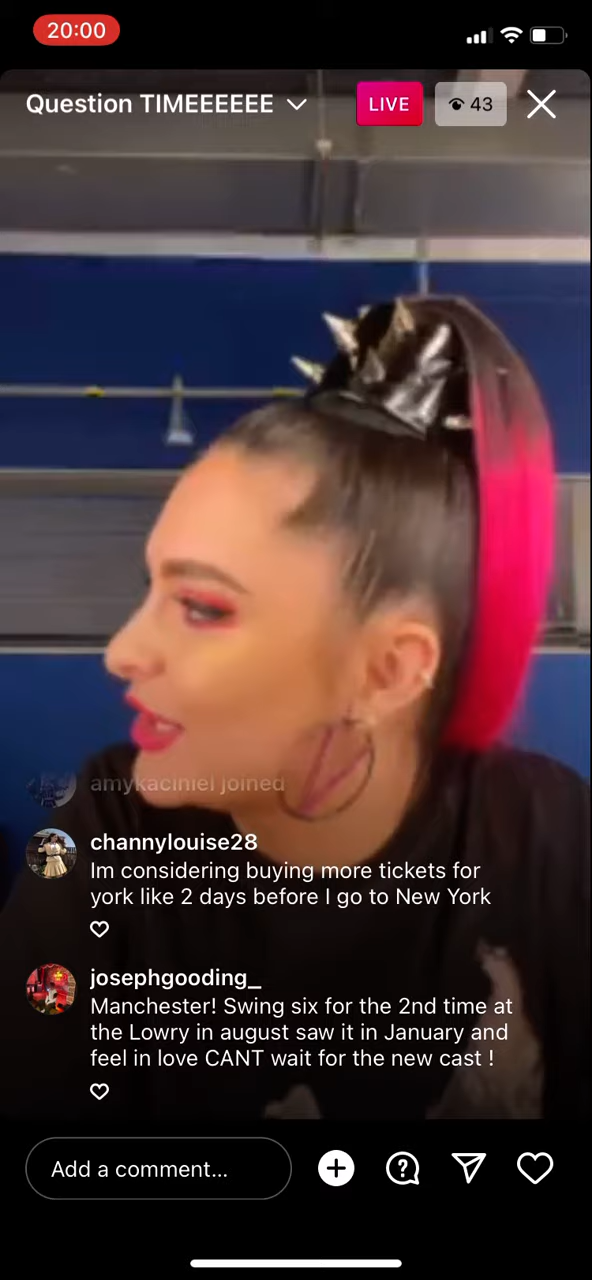 20:00
Question TIMEEEEEE
LIVE
43
amykaciniel joined
channylouise28
Im considering buying more tickets for
york like 2 days before I go to New York
josephgooding_
Manchester! Swing six for the 2nd time at
the Lowry in august saw it in January and
feel in love CANT wait for the new cast !
Add a comment...